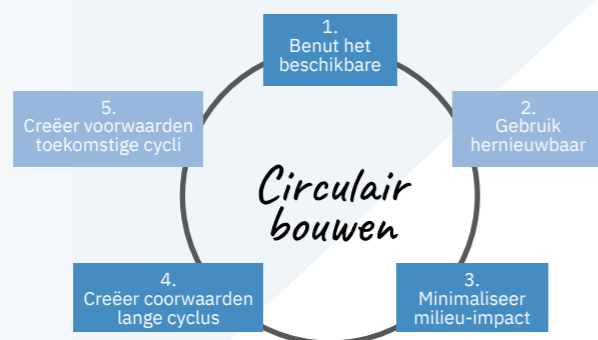 1.
Benut het
beschikbare
2.
Gebruik
hernieuwbaar
3.
Minimaliseer
milieu-impact
4.
Creëer coorwaarden
lange cyclus
5.
Creëer voorwaarden
toekomstige cycli
Circulair
bouwen